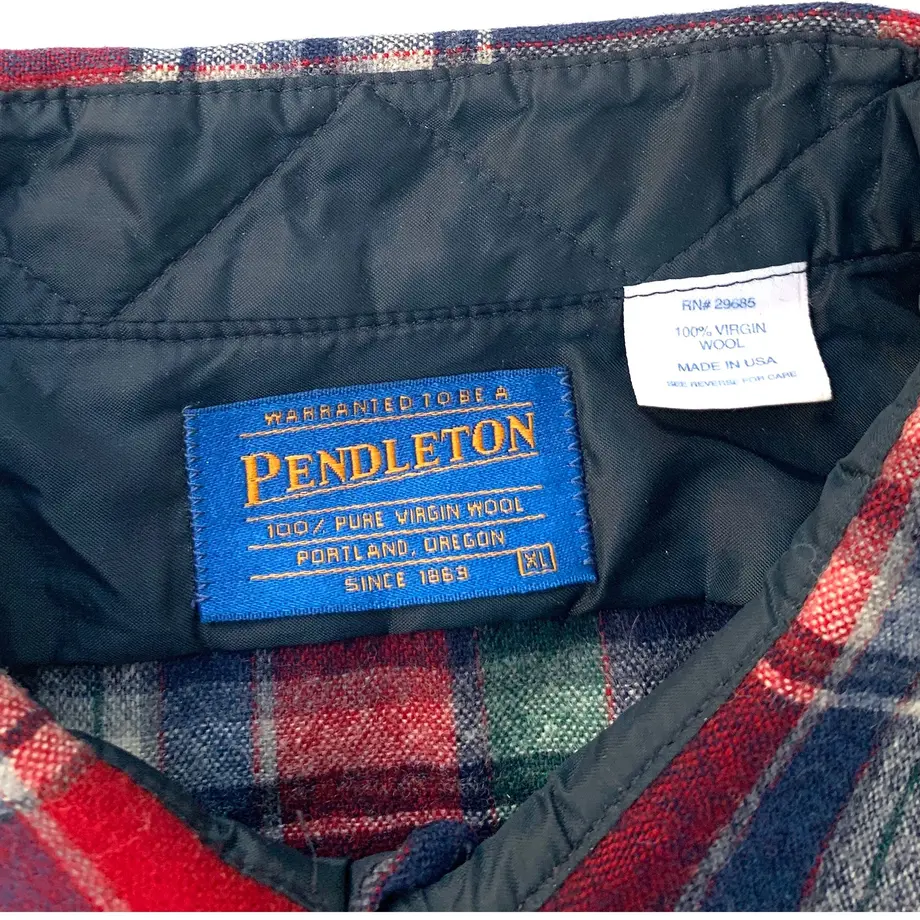 RN# 29685
100% VIRGIN
WOOL
MADE IN USA
SEE REVERSE FOR CARE
WARRANTED TO BE A
PENDLETON
100% PURE VIRGIN WOOL
PORTLAND, OREGON
SINCE 1863
XL